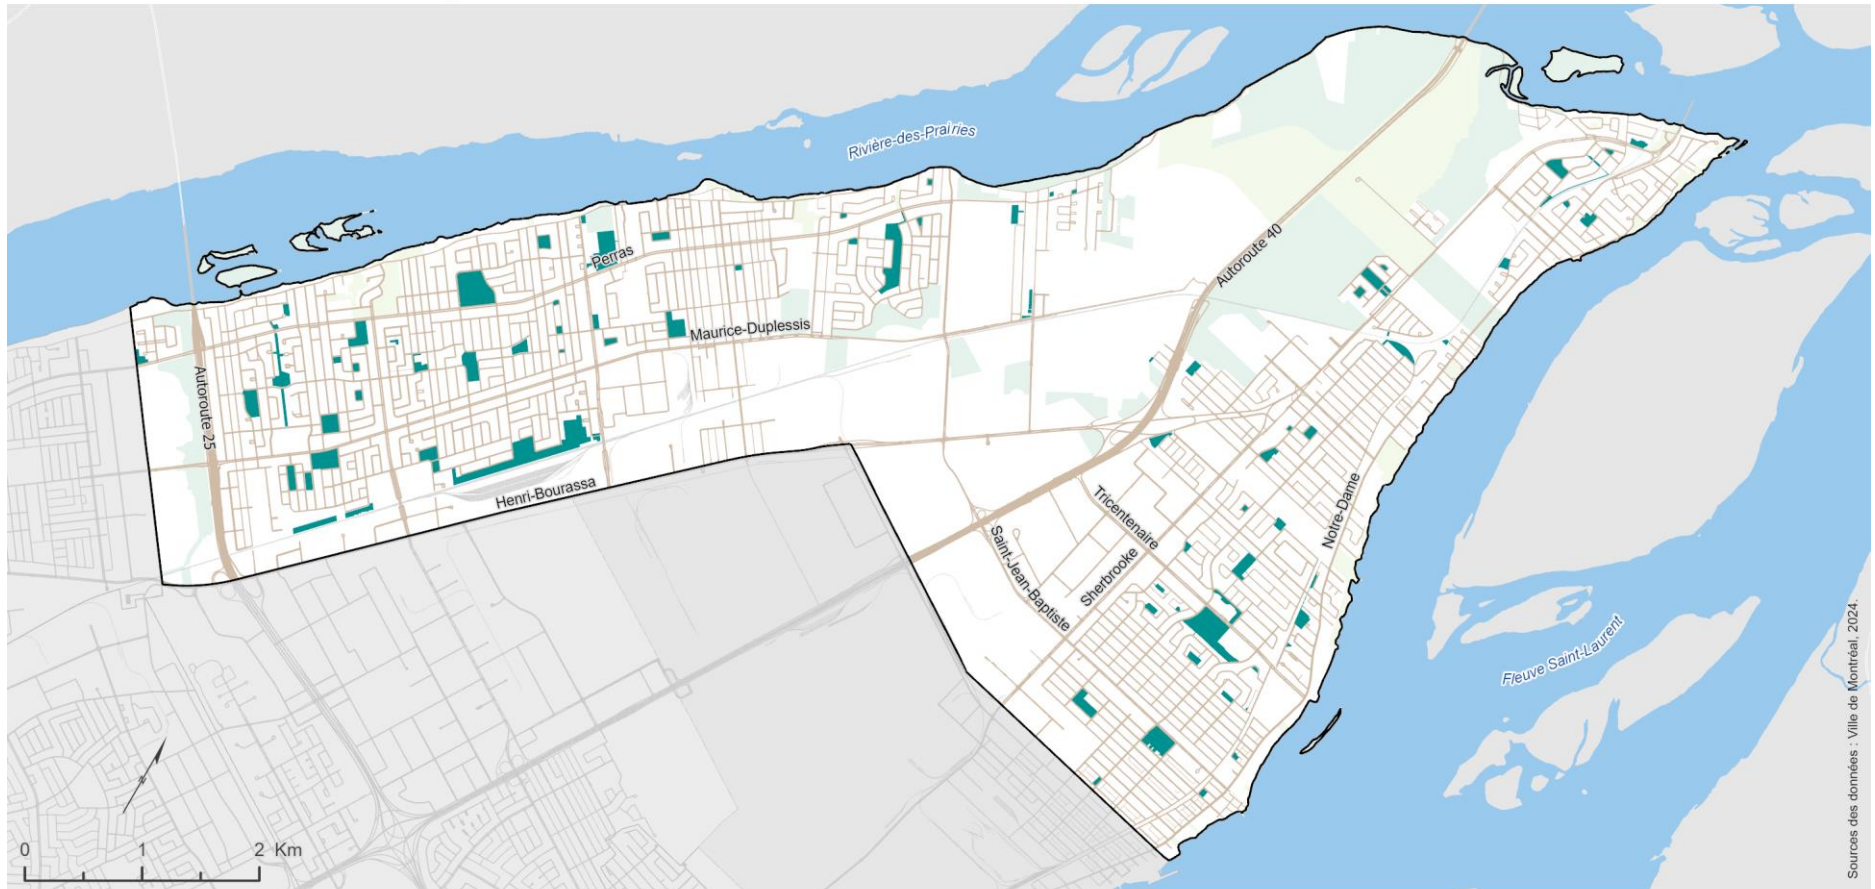 Rivière-des-Prairies
Autoroute 40
Perras
Maurice-Duplessis
Autoroute 25
Henri-Bourassa
Tricentenaire
Saint-Jean-Baptiste
Sherbrooke
Notre-Dame
Fleuve Saint-Laurent
Sources des données : Ville de Montréal, 2024.
N
0 1 2 Km